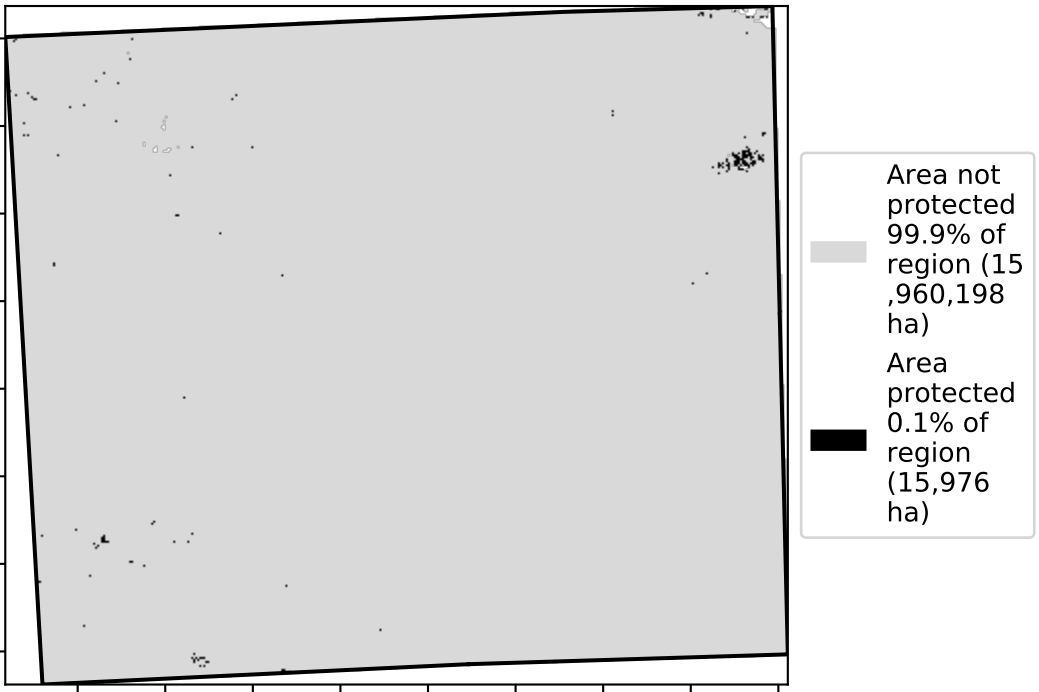 Area not
protected
99.9% of
region (15
,960,198
ha)
Area
protected
0.1% of
region
(15,976
ha)